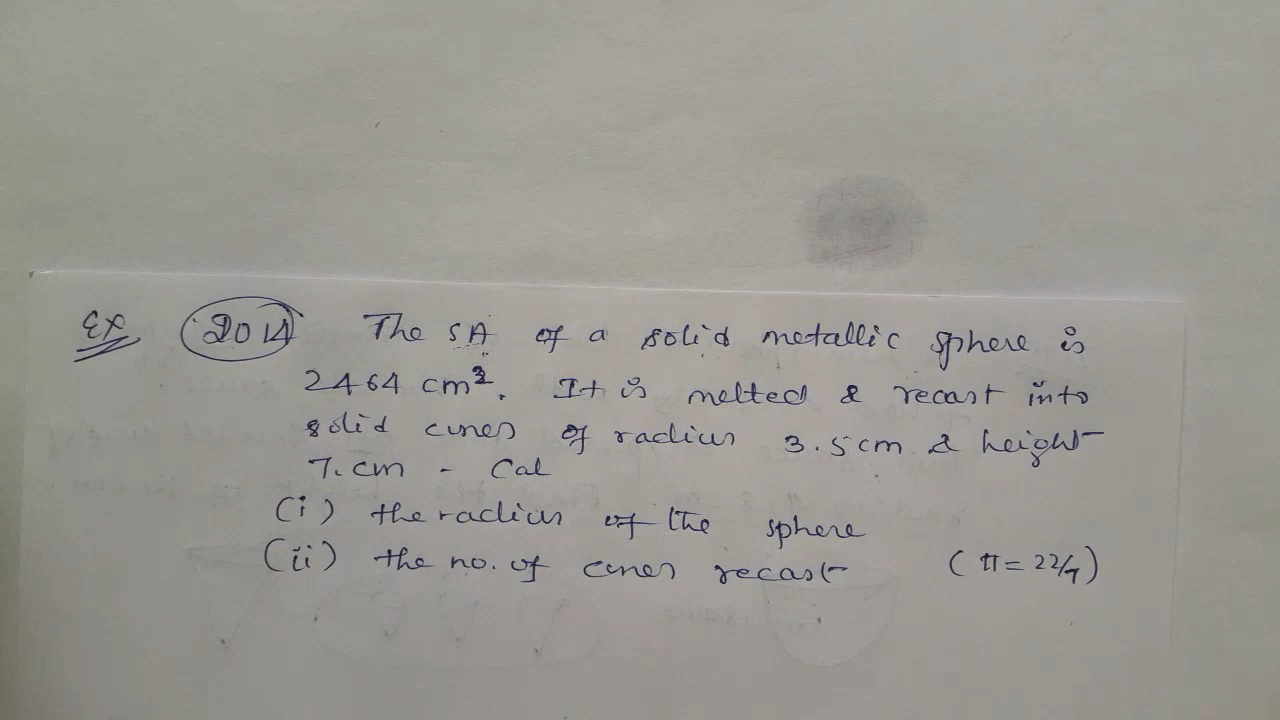 Ex 2014 The SA of a solid metallic sphere is
2464 cm². It is melted & recast into
solid cones of radius 3.5cm & height
7.cm - Cal
(i) the radius of the sphere
(ii) the no. of cones recast (π = 22/7)